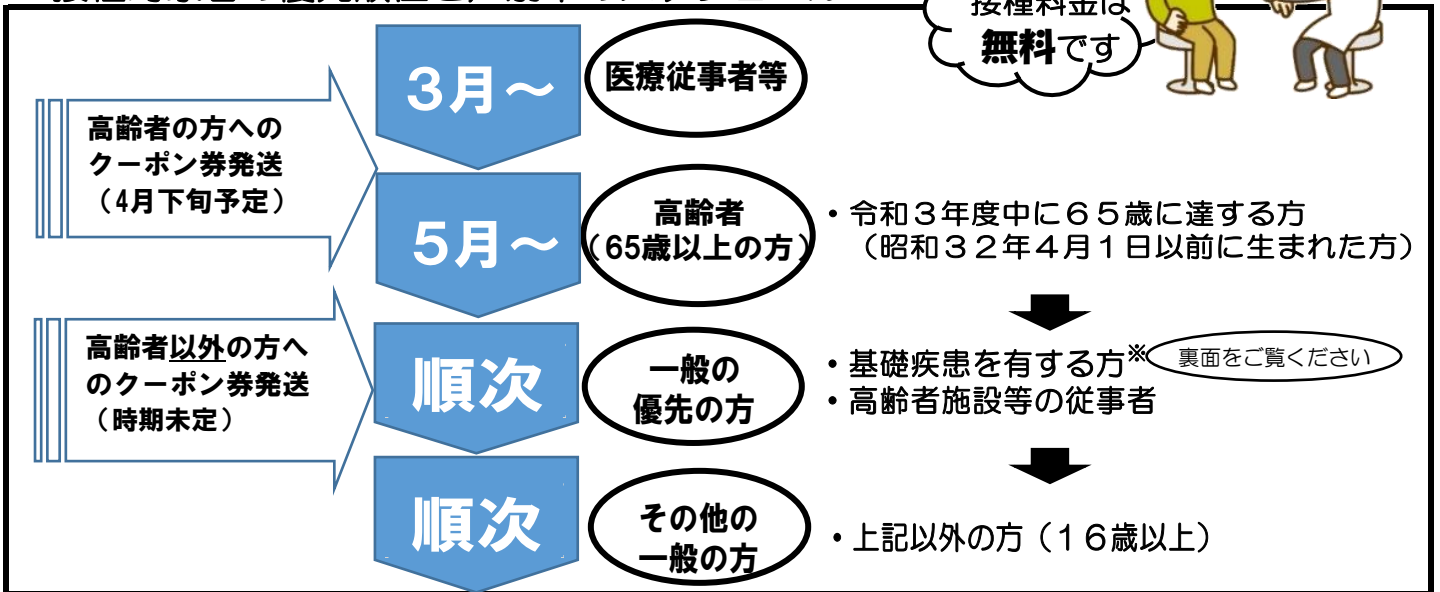 接種料金は
無料です
3月～
医療従事者等
高齢者の方への
クーポン券発送
（4月下旬予定）
5月～
高齢者
（65歳以上の方）
・令和３年度中に６５歳に達する方
（昭和３２年４月１日以前に生まれた方）
高齢者以外の方へ
のクーポン券発送
（時期未定）
順次
一般の
優先の方
・基礎疾患を有する方※
裏面をご覧ください
・高齢者施設等の従事者
順次
その他の
一般の方
・上記以外の方（１６歳以上）